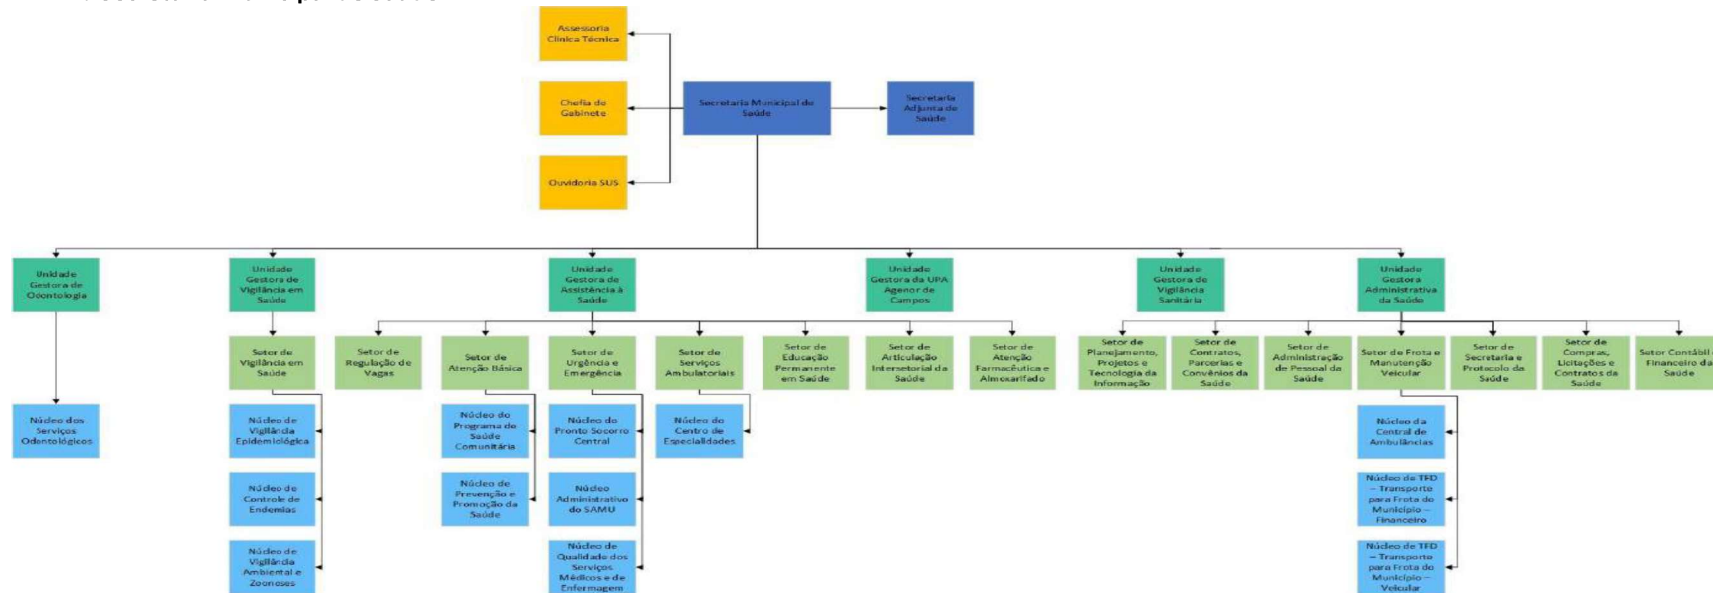 Assessoria
Clínica Técnica
Chefia de
Gabinete
Secretaria Municipal de
Saúde
Secretaria
Adjunta de
Saúde
Ouvidoria SUS
Unidade
Gestora de
Odontologia
Unidade
Gestora de
Vigilância em
Saúde
Unidade
Gestora de
Assistência à
Saúde
Unidade
Gestora da UPA
Agenor de
Campos
Unidade
Gestora de
Vigilância
Sanitária
Unidade
Gestora
Administrativa
da Saúde
Setor de
Vigilância em
Saúde
Setor de
Regulação de
Vagas
Setor de
Atenção Básica
Setor de
Urgência e
Emergência
Setor de
Serviços
Ambulatoriais
Setor de
Educação
Permanente
em Saúde
Setor de
Articulação
Intersetorial da
Saúde
Setor de
Atenção
Farmacêutica e
Almoxarifado
Setor de
Planejamento,
Projetos e
Tecnologia da
Informação
Setor de
Contratos,
Parcerias e
Convênios da
Saúde
Setor de
Administração
de Pessoal da
Saúde
Setor de Frota e
Manutenção
Veicular
Setor de
Secretaria e
Protocolo da
Saúde
Setor de
Compras,
Licitações e
Contratos da
Saúde
Setor Contábil e
Financeiro da
Saúde
Núcleo dos
Serviços
Odontológicos
Núcleo de
Vigilância
Epidemiológica
Núcleo do
Programa de
Saúde
Comunitária
Núcleo do
Pronto Socorro
Central
Núcleo do
Centro de
Especialidades
Núcleo da
Central de
Ambulâncias
Núcleo de
Controle de
Endemias
Núcleo de
Prevenção e
Promoção da
Saúde
Núcleo
Administrativo
do SAMU
Núcleo de TFD
– Transporte
para Frota do
Município –
Financeiro
Núcleo de
Vigilância
Ambiental e
Zoonoses
Núcleo de
Qualidade dos
Serviços
Médicos e de
Enfermagem
Núcleo de TFD
– Transporte
para Frota do
Município –
Veicular